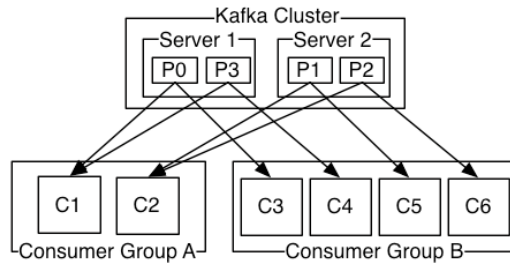 Kafka Cluster
Server 1
Server 2
P0
P3
P1
P2
C1
C2
C3
C4
C5
C6
Consumer Group A
Consumer Group B